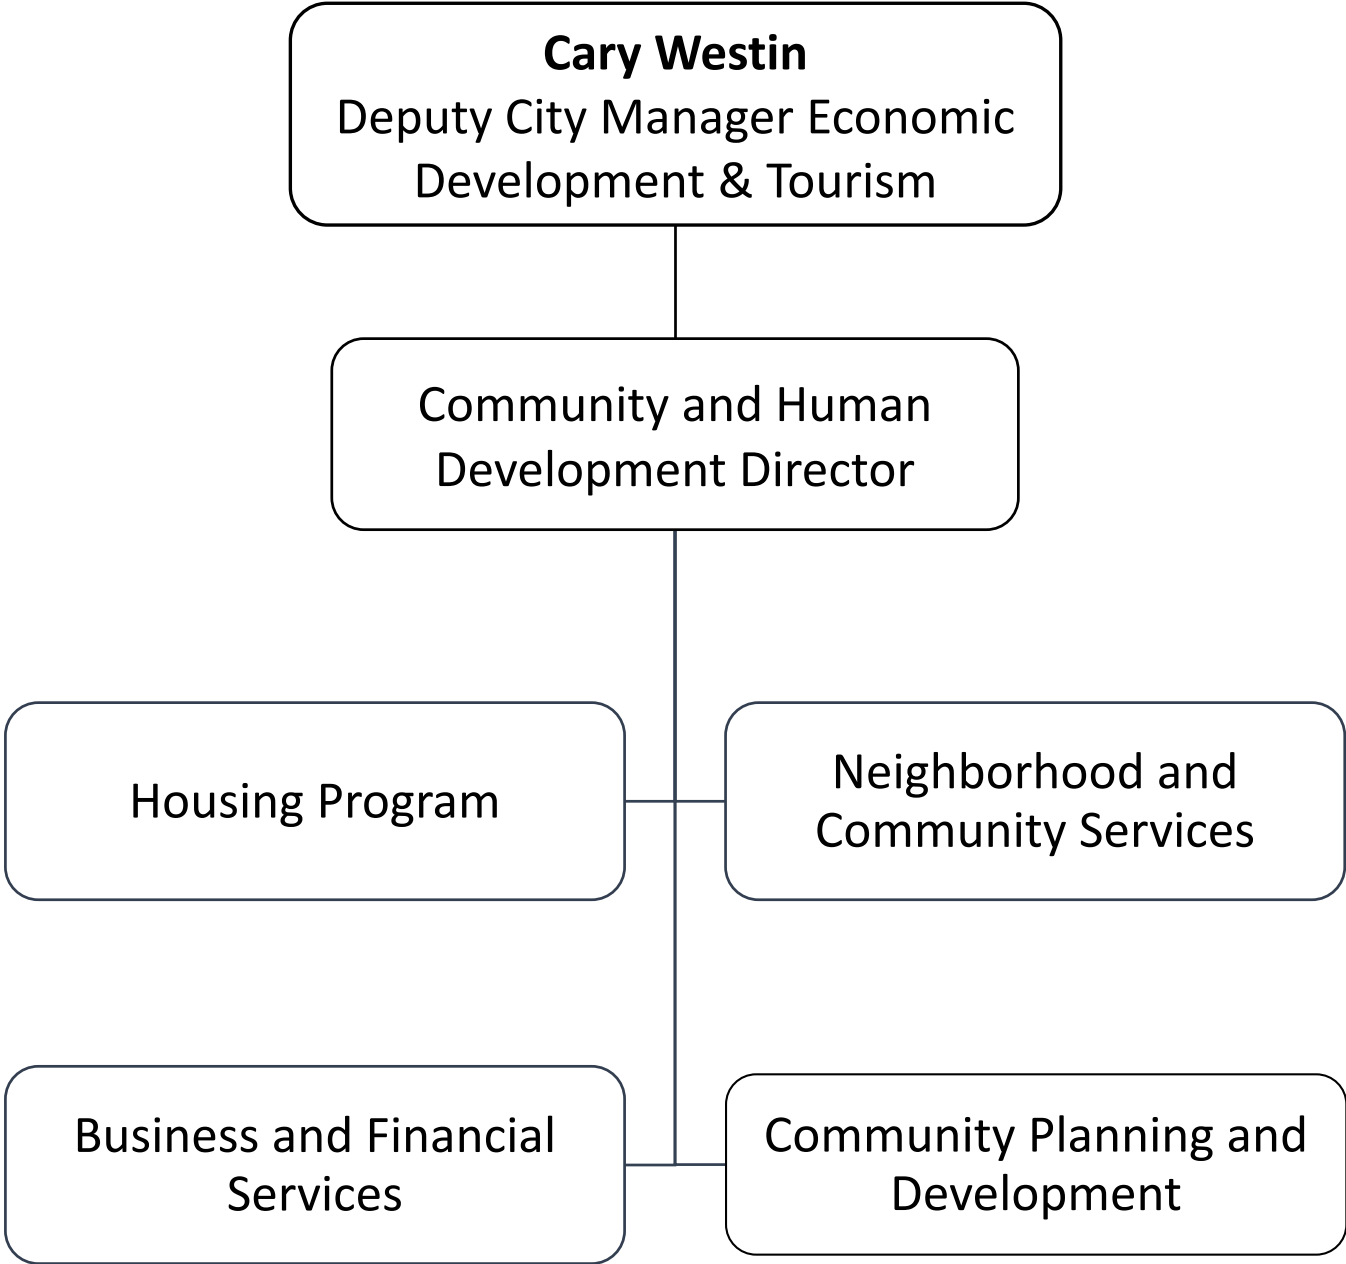 Cary Westin
Deputy City Manager Economic
Development & Tourism
Community and Human
Development Director
Housing Program
Neighborhood and
Community Services
Business and Financial
Services
Community Planning and
Development